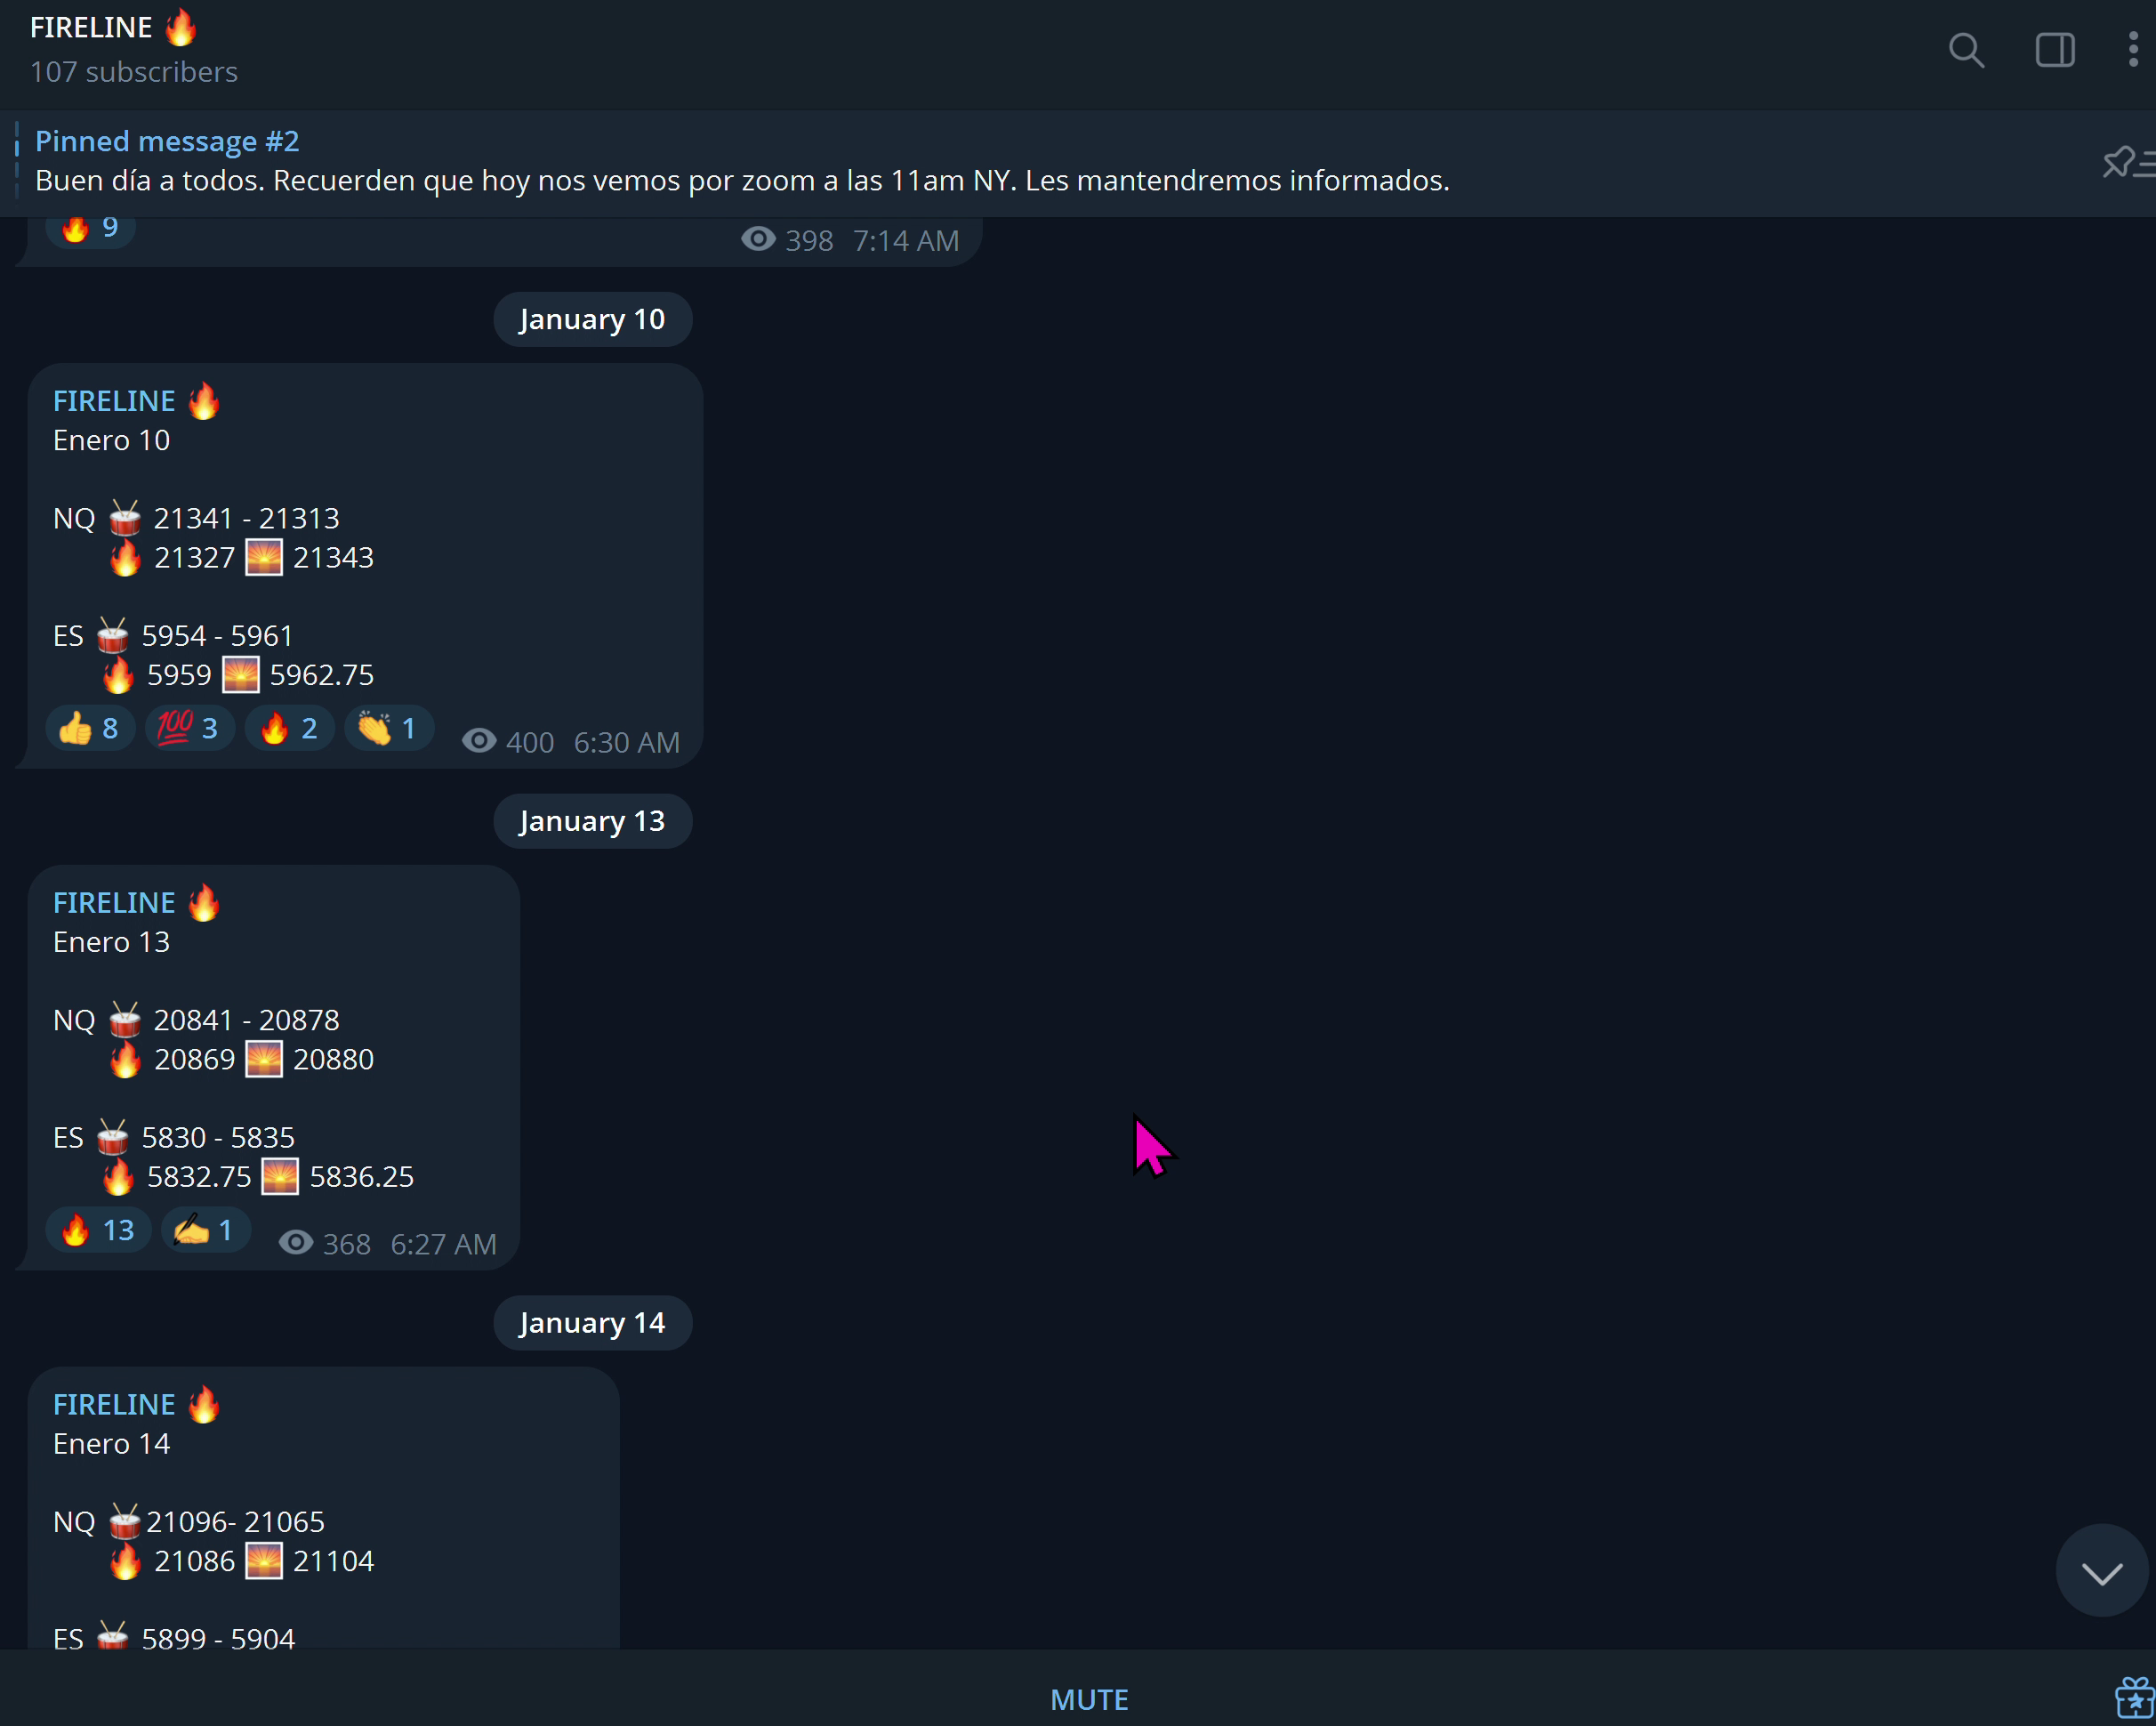 FIRELINE 🔥
107 subscribers
Pinned message #2
Buen día a todos. Recuerden que hoy nos vemos por zoom a las 11am NY. Les mantendremos informados.
🔥 9
398 7:14 AM
January 10
FIRELINE 🔥
Enero 10
NQ 🥁 21341 - 21313
🔥 21327 🌅 21343
ES 🥁 5954 - 5961
🔥 5959 🌅 5962.75
👍 8 💯 3 🔥 2 👏 1 400 6:30 AM
January 13
FIRELINE 🔥
Enero 13
NQ 🥁 20841 - 20878
🔥 20869 🌅 20880
ES 🥁 5830 - 5835
🔥 5832.75 🌅 5836.25
🔥 13 ✍ 1 368 6:27 AM
January 14
FIRELINE 🔥
Enero 14
NQ 🥁21096- 21065
🔥 21086 🌅 21104
ES 🥁 5899 - 5904
MUTE